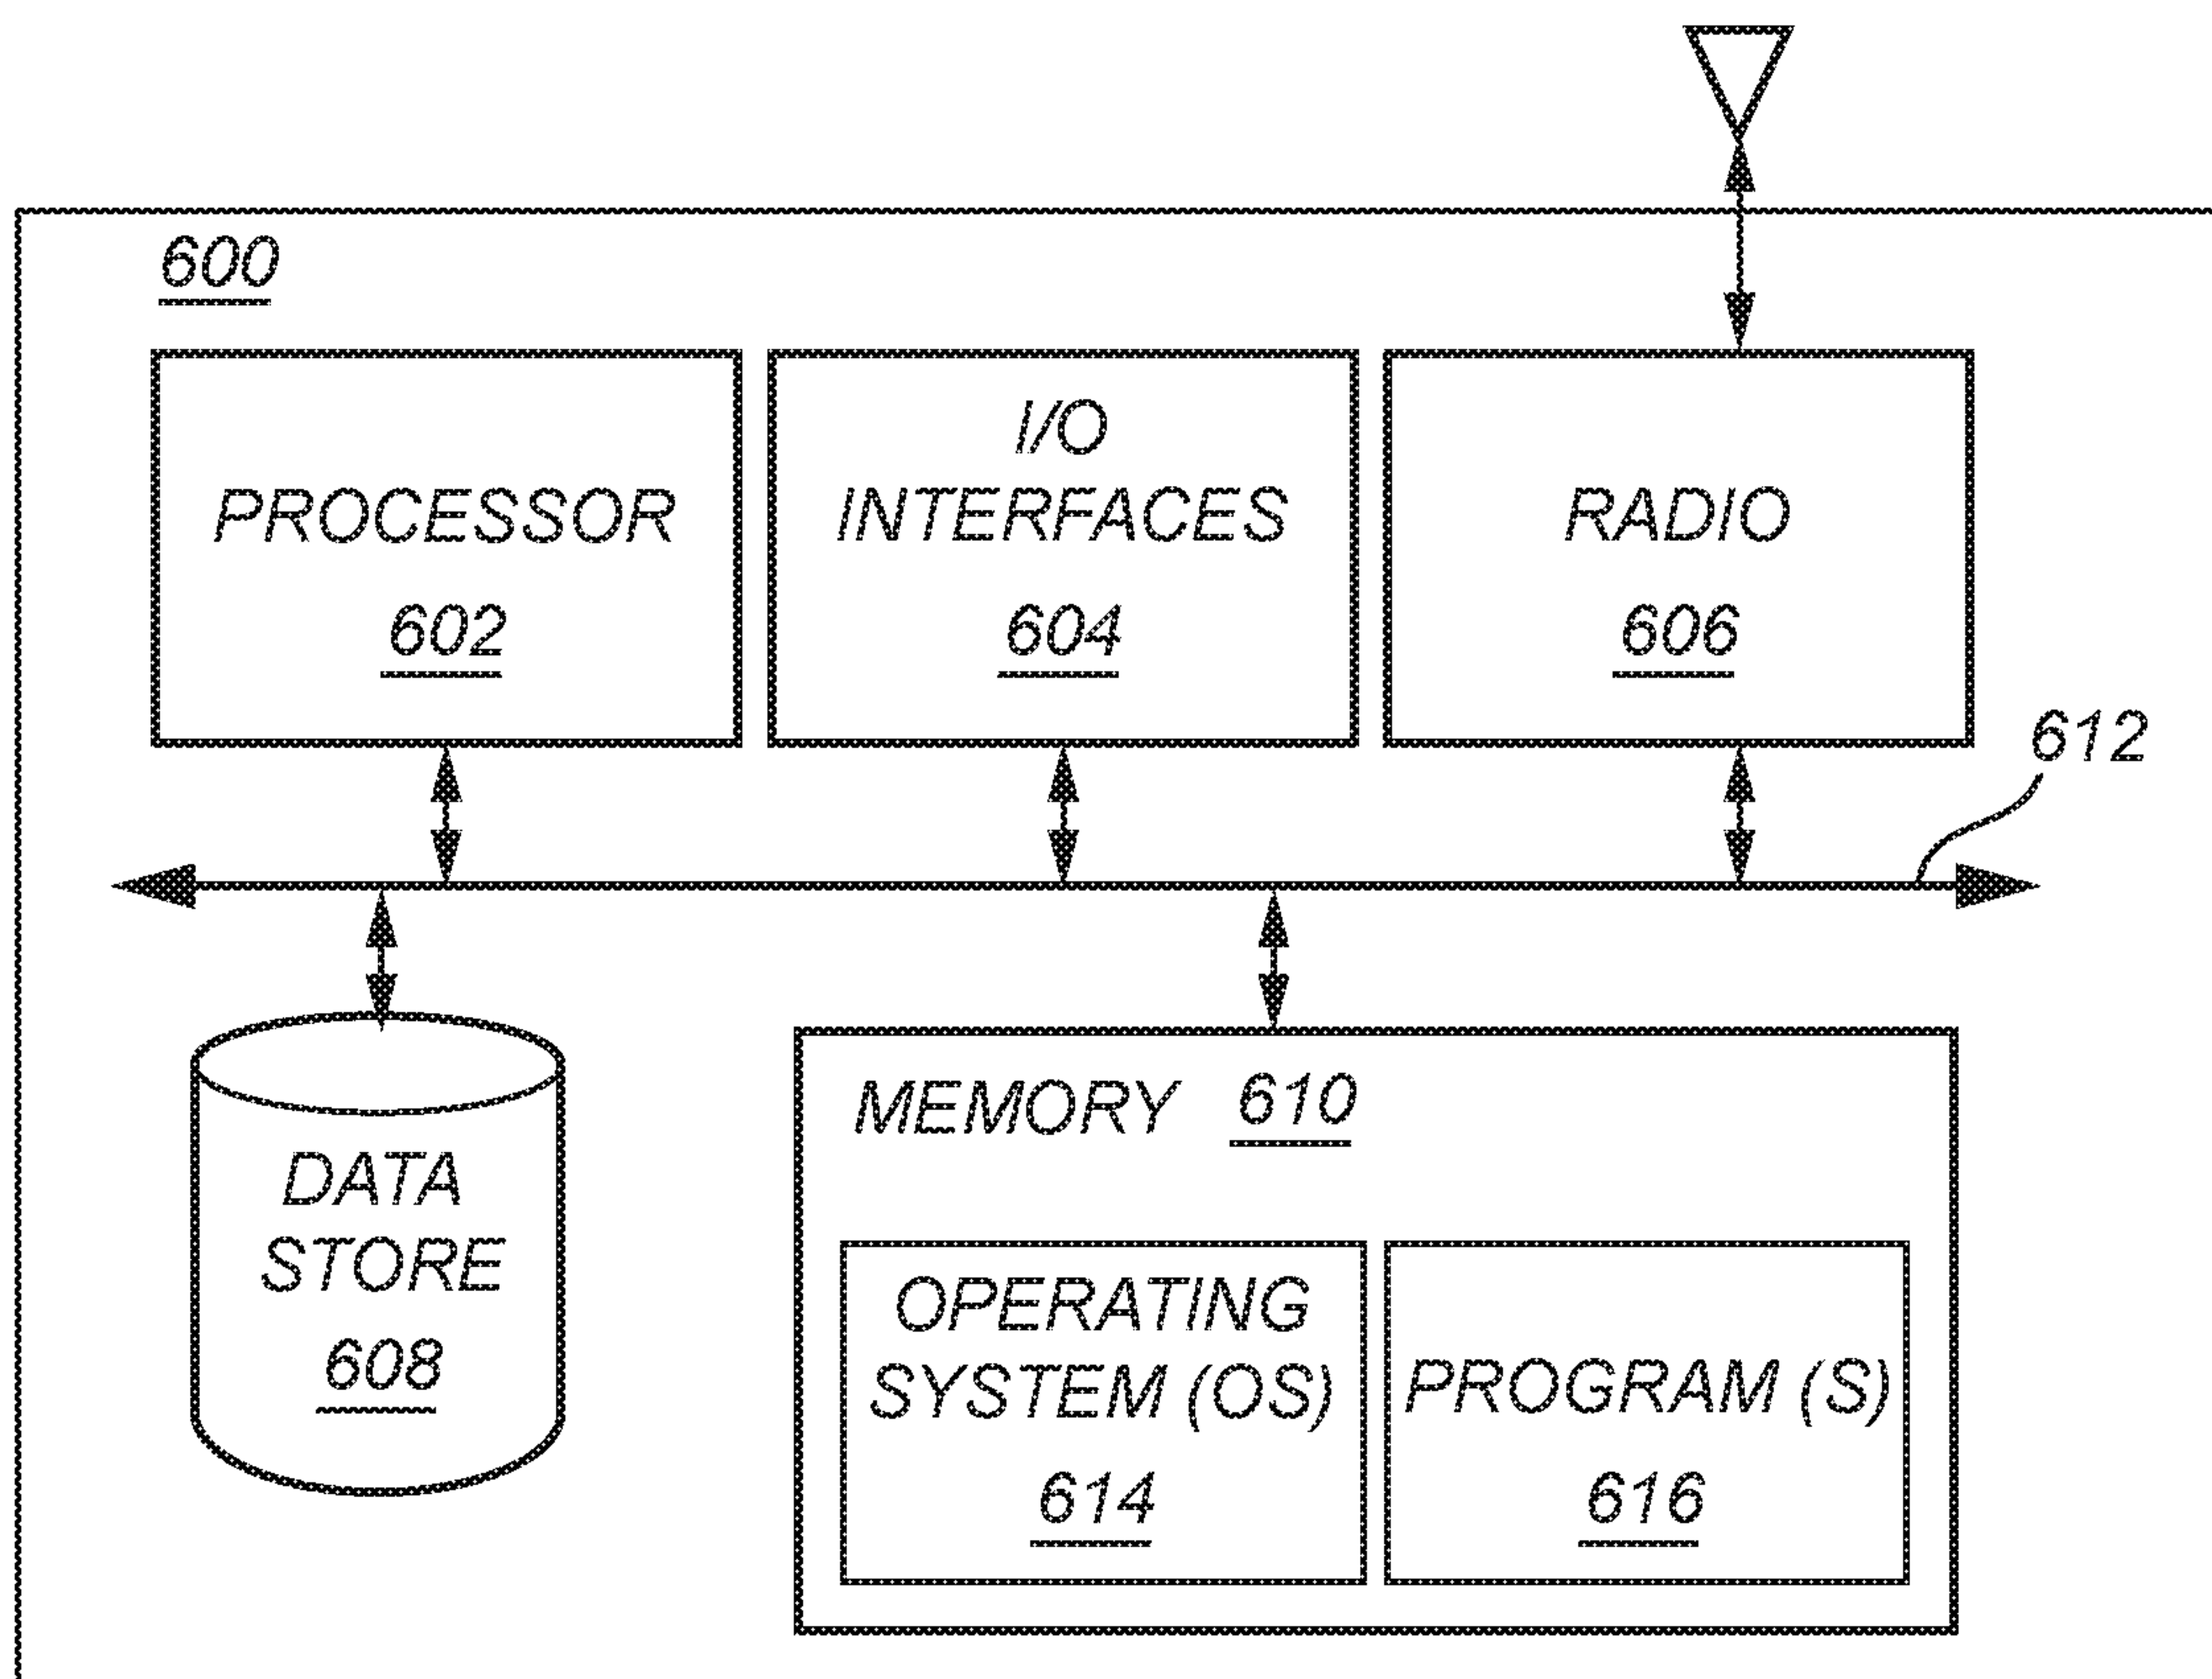 600
PROCESSOR
602
I/O
INTERFACES
604
RADIO
606
612
DATA
STORE
608
MEMORY 610
OPERATING
SYSTEM (OS)
614
PROGRAM (S)
616